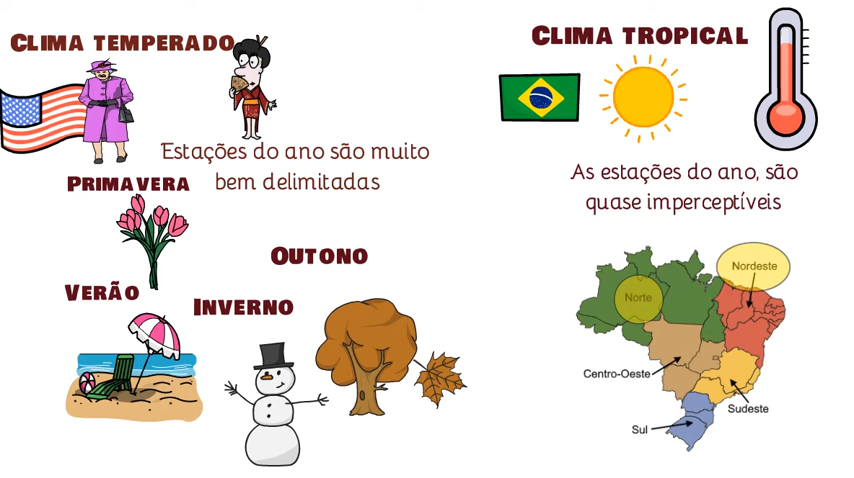 CLIMA TEMPERADO
Estações do ano são muito
bem delimitadas
PRIMAVERA
OUTONO
VERÃO
INVERNO
CLIMA TROPICAL
As estações do ano, são
quase imperceptíveis
Nordeste
Norte
Centro-Oeste
Sudeste
Sul